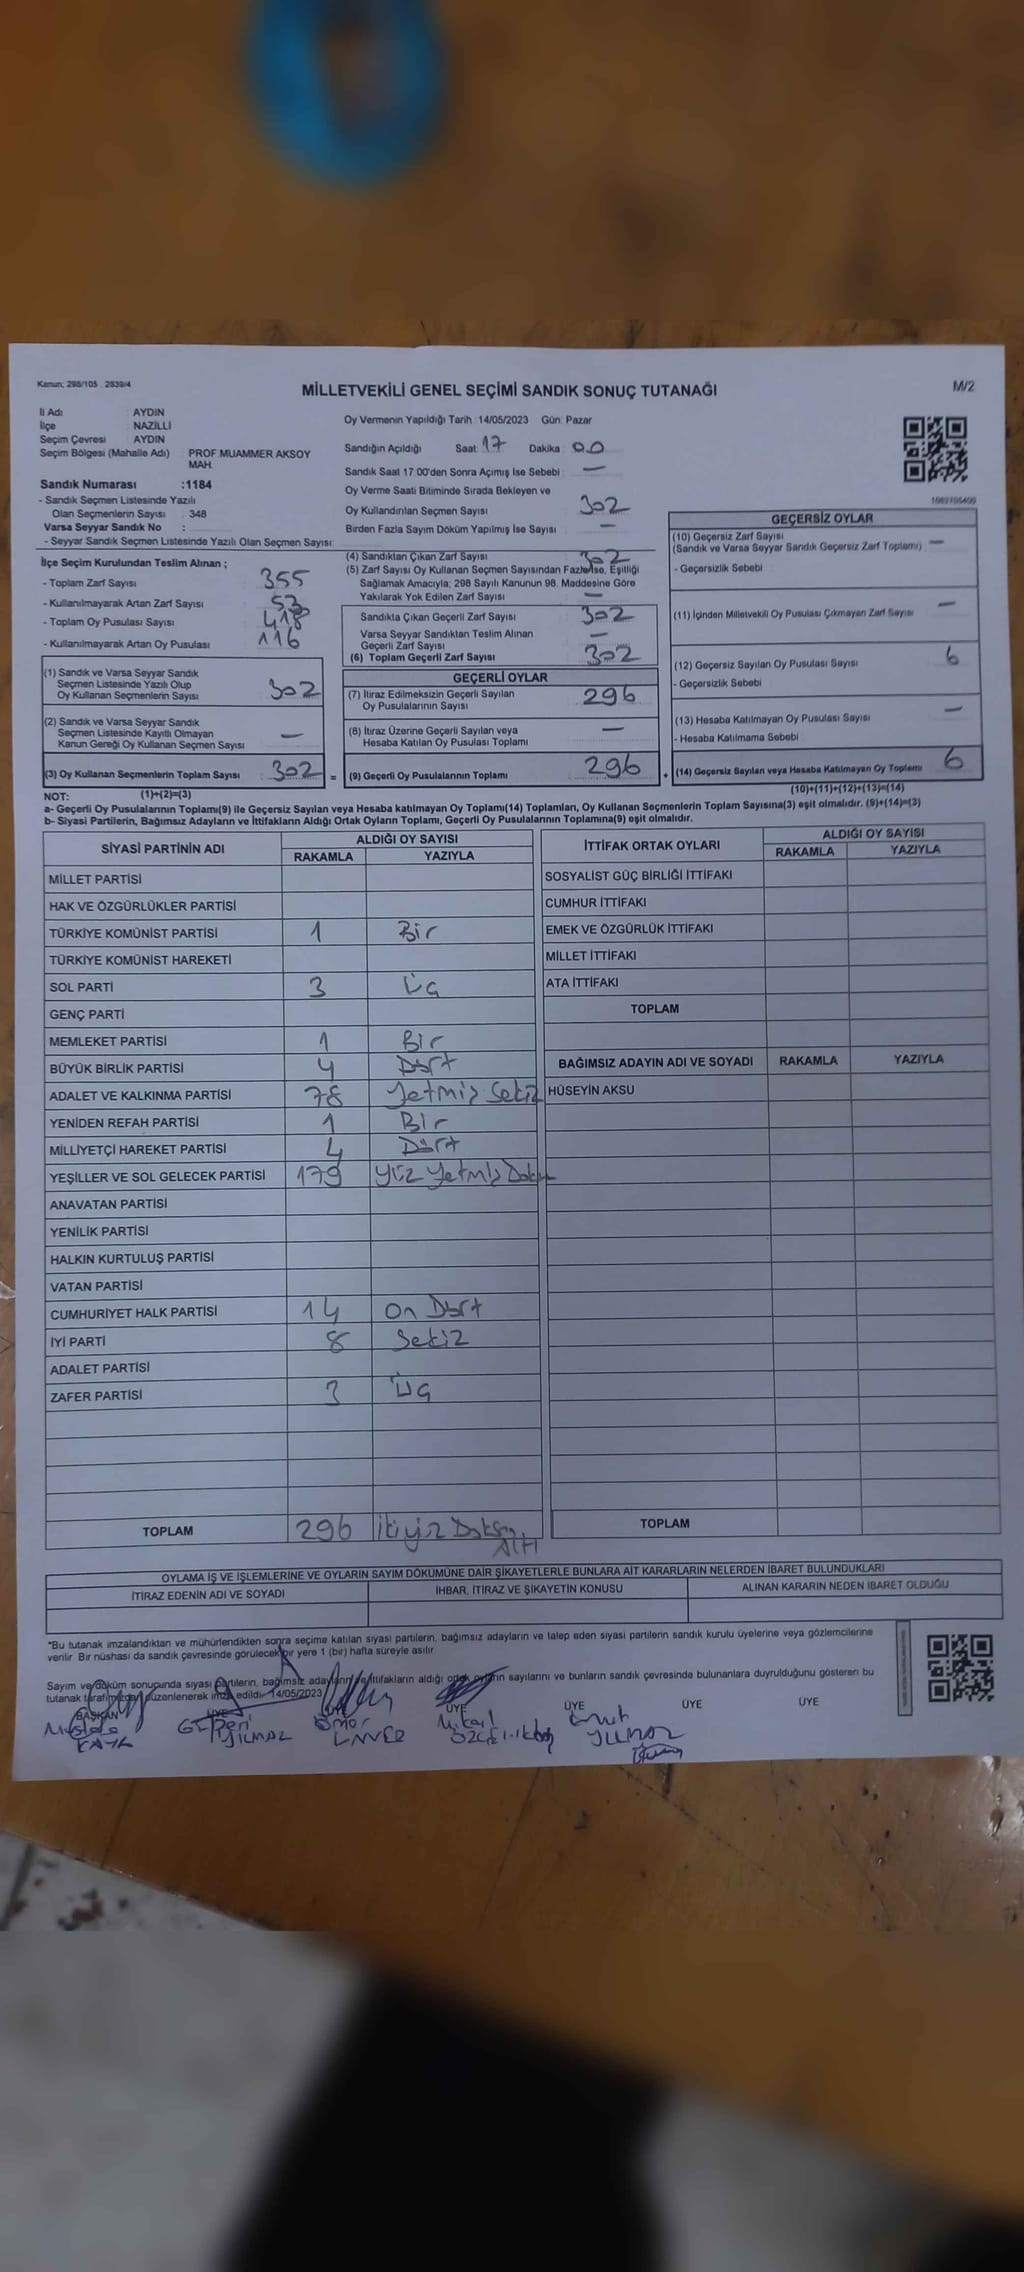 Kanun: 298/105 , 2839/4
MİLLETVEKİLİ GENEL SEÇİMİ SANDIK SONUÇ TUTANAĞI
M/2
İl Adı AYDIN
İlçe NAZİLLİ
Seçim Çevresi AYDIN
Seçim Bölgesi (Mahalle Adı) PROF.MUAMMER AKSOY MAH.
Sandık Numarası :1184
- Sandık Seçmen Listesinde Yazılı
Olan Seçmenlerin Sayısı : 348
Varsa Seyyar Sandık No :
- Seyyar Sandık Seçmen Listesinde Yazılı Olan Seçmen Sayısı:
Oy Vermenin Yapıldığı Tarih : 14/05/2023 Gün: Pazar
Sandığın Açıldığı Saat: 17 Dakika : 00
Sandık Saat 17:00'den Sonra Açımış İse Sebebi : —
Oy Verme Saati Bitiminde Sırada Bekleyen ve
Oy Kullandırılan Seçmen Sayısı : 302
Birden Fazla Sayım Döküm Yapılmış İse Sayısı : —
İlçe Seçim Kurulundan Teslim Alınan ;
- Toplam Zarf Sayısı : 355
- Kullanılmayarak Artan Zarf Sayısı : 53
- Toplam Oy Pusulası Sayısı : 418
- Kullanılmayarak Artan Oy Pusulası : 116
(1) Sandık ve Varsa Seyyar Sandık
Seçmen Listesinde Yazılı Olup
Oy Kullanan Seçmenlerin Sayısı : 302
(2) Sandık ve Varsa Seyyar Sandık
Seçmen Listesinde Kayıtlı Olmayan
Kanun Gereği Oy Kullanan Seçmen Sayısı : —
(3) Oy Kullanan Seçmenlerin Toplam Sayısı : 302 =
(4) Sandıktan Çıkan Zarf Sayısı : 302
(5) Zarf Sayısı Oy Kullanan Seçmen Sayısından Fazla İse, Eşitliği
Sağlamak Amacıyla; 298 Sayılı Kanunun 98. Maddesine Göre
Yakılarak Yok Edilen Zarf Sayısı : —
Sandıkla Çıkan Geçerli Zarf Sayısı : 302
Varsa Seyyar Sandıktan Teslim Alınan
Geçerli Zarf Sayısı : —
(6) Toplam Geçerli Zarf Sayısı : 302
GEÇERLİ OYLAR
(7) İtiraz Edilmeksizin Geçerli Sayılan
Oy Pusulalarının Sayısı : 296
(8) İtiraz Üzerine Geçerli Sayılan veya
Hesaba Katılan Oy Pusulası Toplamı : —
(9) Geçerli Oy Pusulalarının Toplamı : 296 +
GEÇERSİZ OYLAR
(10) Geçersiz Zarf Sayısı
(Sandık ve Varsa Seyyar Sandık Geçersiz Zarf Toplamı) : —
- Geçersizlik Sebebi :
(11) İçinden Milletvekili Oy Pusulası Çıkmayan Zarf Sayısı : —
(12) Geçersiz Sayılan Oy Pusulası Sayısı : 6
- Geçersizlik Sebebi :
(13) Hesaba Katılmayan Oy Pusulası Sayısı : —
- Hesaba Katılmama Sebebi :
(14) Geçersiz Sayılan veya Hesaba Katılmayan Oy Toplamı : 6
NOT: (1)+(2)=(3)
(10)+(11)+(12)+(13)=(14)
a- Geçerli Oy Pusulalarının Toplamı(9) ile Geçersiz Sayılan veya Hesaba katılmayan Oy Toplamı(14) Toplamları, Oy Kullanan Seçmenlerin Toplam Sayısına(3) eşit olmalıdır. (9)+(14)=(3)
b- Siyasi Partilerin, Bağımsız Adayların ve İttifakların Aldığı Ortak Oyların Toplamı, Geçerli Oy Pusulalarının Toplamına(9) eşit olmalıdır.
SİYASİ PARTİNİN ADI ALDIĞI OY SAYISI
RAKAMLA YAZIYLA
MİLLET PARTİSİ
HAK VE ÖZGÜRLÜKLER PARTİSİ
TÜRKİYE KOMÜNİST PARTİSİ 1 Bir
TÜRKİYE KOMÜNİST HAREKETİ
SOL PARTİ 3 Üç
GENÇ PARTİ
MEMLEKET PARTİSİ 1 Bir
BÜYÜK BİRLİK PARTİSİ 4 Dört
ADALET VE KALKINMA PARTİSİ 78 Yetmiş Sekiz
YENİDEN REFAH PARTİSİ 1 Bir
MİLLİYETÇİ HAREKET PARTİSİ 4 Dört
YEŞİLLER VE SOL GELECEK PARTİSİ 179 Yüz Yetmiş Dokuz
ANAVATAN PARTİSİ
YENİLİK PARTİSİ
HALKIN KURTULUŞ PARTİSİ
VATAN PARTİSİ
CUMHURİYET HALK PARTİSİ 14 On Dört
İYİ PARTİ 8 Sekiz
ADALET PARTİSİ
ZAFER PARTİSİ 3 Üç
TOPLAM 296 İkiyüz Doksan Altı
İTTİFAK ORTAK OYLARI ALDIĞI OY SAYISI
RAKAMLA YAZIYLA
SOSYALİST GÜÇ BİRLİĞİ İTTİFAKI
CUMHUR İTTİFAKI
EMEK VE ÖZGÜRLÜK İTTİFAKI
MİLLET İTTİFAKI
ATA İTTİFAKI
TOPLAM
BAĞIMSIZ ADAYIN ADI VE SOYADI RAKAMLA YAZIYLA
HÜSEYİN AKSU
TOPLAM
OYLAMA İŞ VE İŞLEMLERİNE VE OYLARIN SAYIM DÖKÜMÜNE DAİR ŞİKAYETLERLE BUNLARA AİT KARARLARIN NELERDEN İBARET BULUNDUKLARI
İTİRAZ EDENİN ADI VE SOYADI İHBAR, İTİRAZ VE ŞİKAYETİN KONUSU ALINAN KARARIN NEDEN İBARET OLDUĞU
*Bu tutanak imzalandıktan ve mühürlendikten sonra seçime katılan siyasi partilerin, bağımsız adayların ve talep eden siyasi partilerin sandık kurulu üyelerine veya gözlemcilerine
verilir. Bir nüshası da sandık çevresinde görülecek bir yere 1 (bir) hafta süreyle asılır.
Sayım ve döküm sonucunda siyasi partilerin, bağımsız adayların ve ittifakların aldığı ortak oyların sayılarını ve bunların sandık çevresinde bulunanlara duyrulduğunu gösteren bu
tutanak tarafımızdan düzenlenerek imza edildi. 14/05/2023
BAŞKAN ÜYE ÜYE ÜYE ÜYE ÜYE ÜYE
Mustafa KAYA
YILMAZ
Ömer
YILMAZ